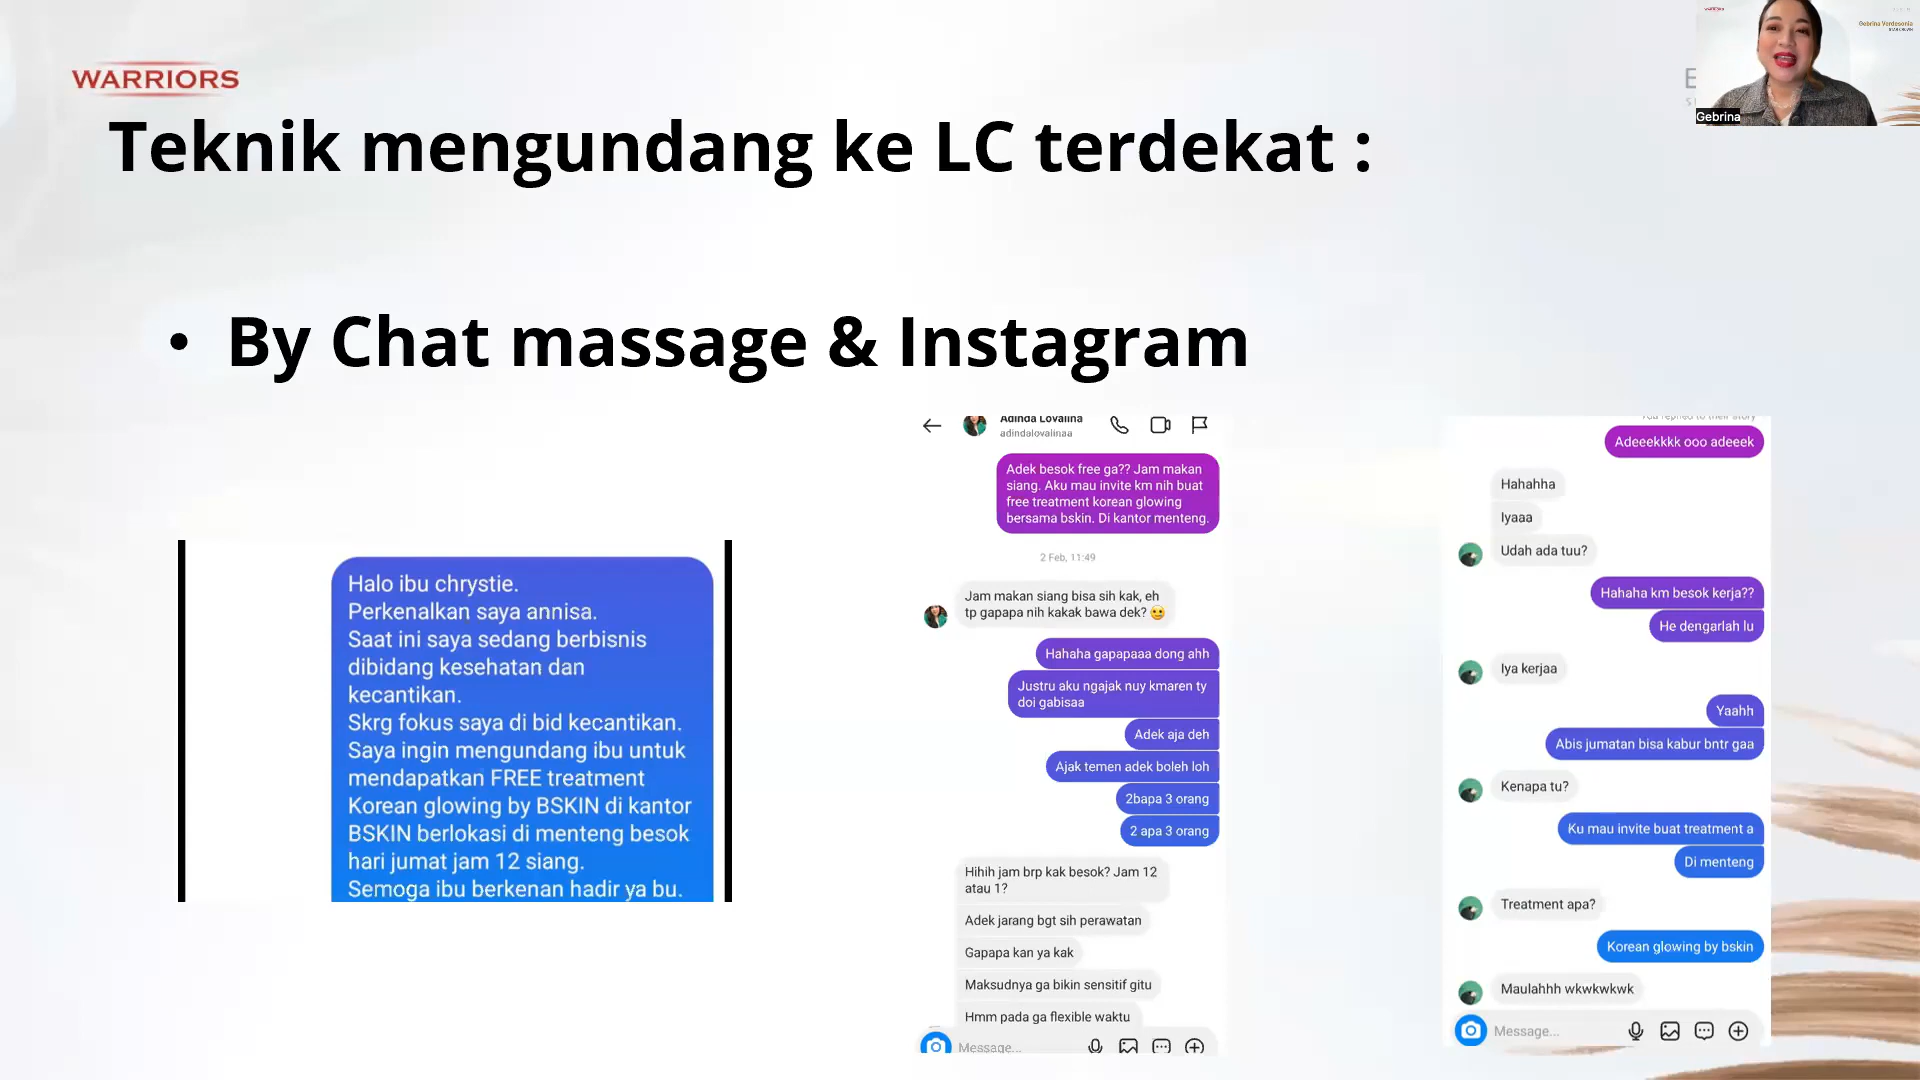 WARRIORS
Gebrina Verdesonia
Gebrina
Teknik mengundang ke LC terdekat :
• By Chat massage & Instagram
Halo ibu chrystie.
Perkenalkan saya annisa.
Saat ini saya sedang berbisnis
dibidang kesehatan dan
kecantikan.
Skrg fokus saya di bid kecantikan.
Saya ingin mengundang ibu untuk
mendapatkan FREE treatment
Korean glowing by BSKIN di kantor
BSKIN berlokasi di menteng besok
hari jumat jam 12 siang.
Semoga ibu berkenan hadir ya bu.
Adinda Lovalina
adindalovalinaa
Adek besok free ga?? Jam makan
siang. Aku mau invite km nih buat
free treatment korean glowing
bersama bskin. Di kantor menteng.
2 Feb, 11:49
Jam makan siang bisa sih kak, eh
tp gapapa nih kakak bawa dek? 🙂
Hahaha gapapaaa dong ahh
Justru aku ngajak nuy kmaren ty
doi gabisaa
Adek aja deh
Ajak temen adek boleh loh
2bapa 3 orang
2 apa 3 orang
Hihih jam brp kak besok? Jam 12
atau 1?
Adek jarang bgt sih perawatan
Gapapa kan ya kak
Maksudnya ga bikin sensitif gitu
Hmm pada ga flexible waktu
Message...
You replied to their story
Adeeekkkk ooo adeeek
Hahahha
Iyaaa
Udah ada tuu?
Hahaha km besok kerja??
He dengarlah lu
Iya kerjaa
Yaahh
Abis jumatan bisa kabur bntr gaa
Kenapa tu?
Ku mau invite buat treatment a
Di menteng
Treatment apa?
Korean glowing by bskin
Maulahhh wkwkwkwk
Message...